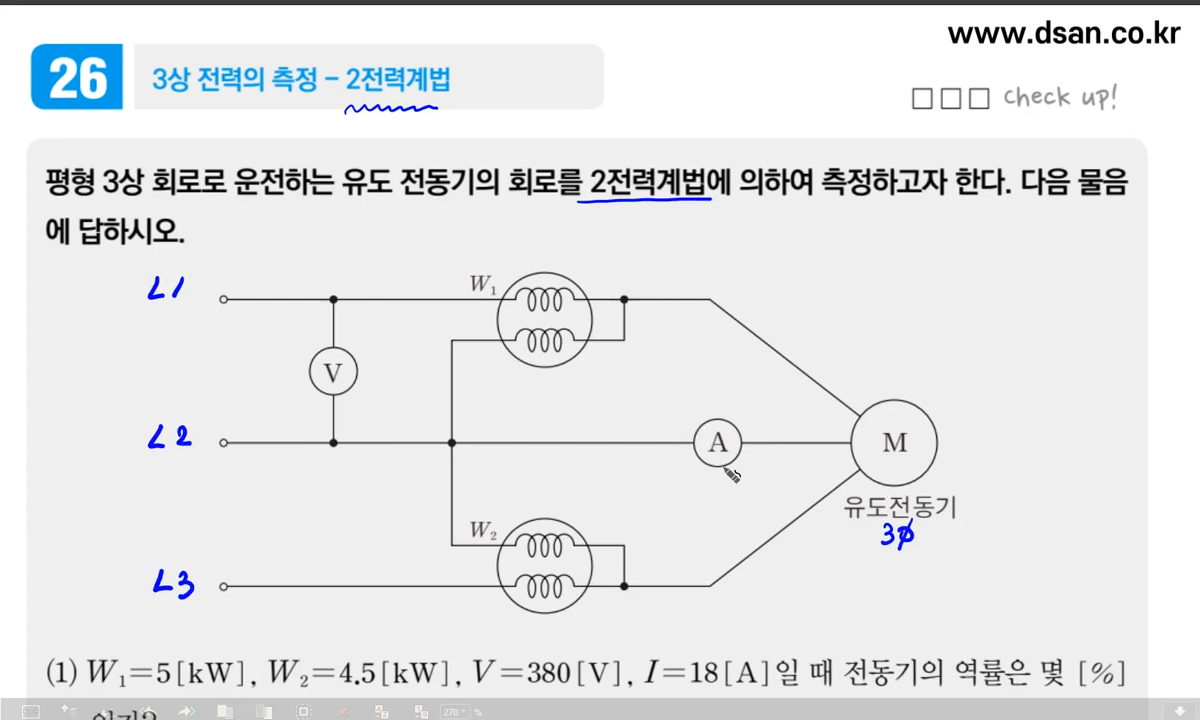 www.dsan.co.kr
26
3상 전력의 측정 – 2전력계법
□□□ check up!
평형 3상 회로로 운전하는 유도 전동기의 회로를 2전력계법에 의하여 측정하고자 한다. 다음 물음
에 답하시오.
L1
W₁
V
L2
A
M
유도전동기
3ø
W₂
L3
(1) W₁=5[kW], W₂=4.5[kW], V=380[V], I=18[A]일 때 전동기의 역률은 몇 [%]
270 %